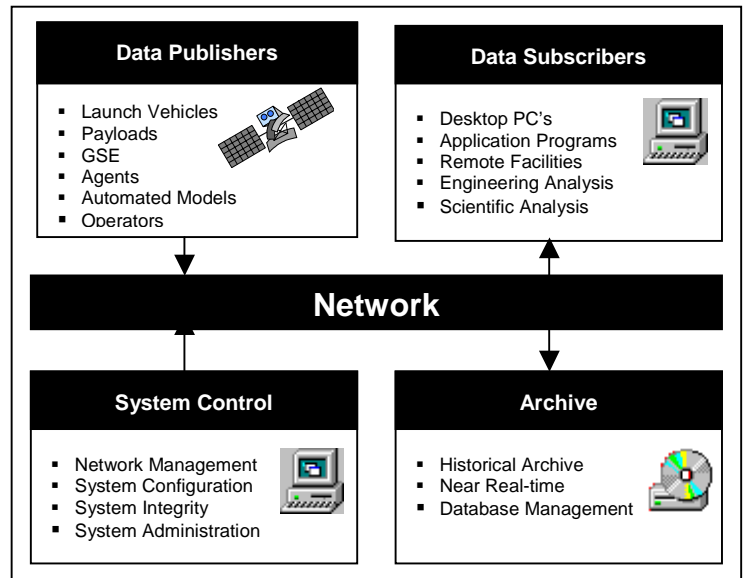 Data Publishers
Launch Vehicles
Payloads
GSE
Agents
Automated Models
Operators
Data Subscribers
Desktop PC's
Application Programs
Remote Facilities
Engineering Analysis
Scientific Analysis
Network
System Control
Network Management
System Configuration
System Integrity
System Administration
Archive
Historical Archive
Near Real-time
Database Management